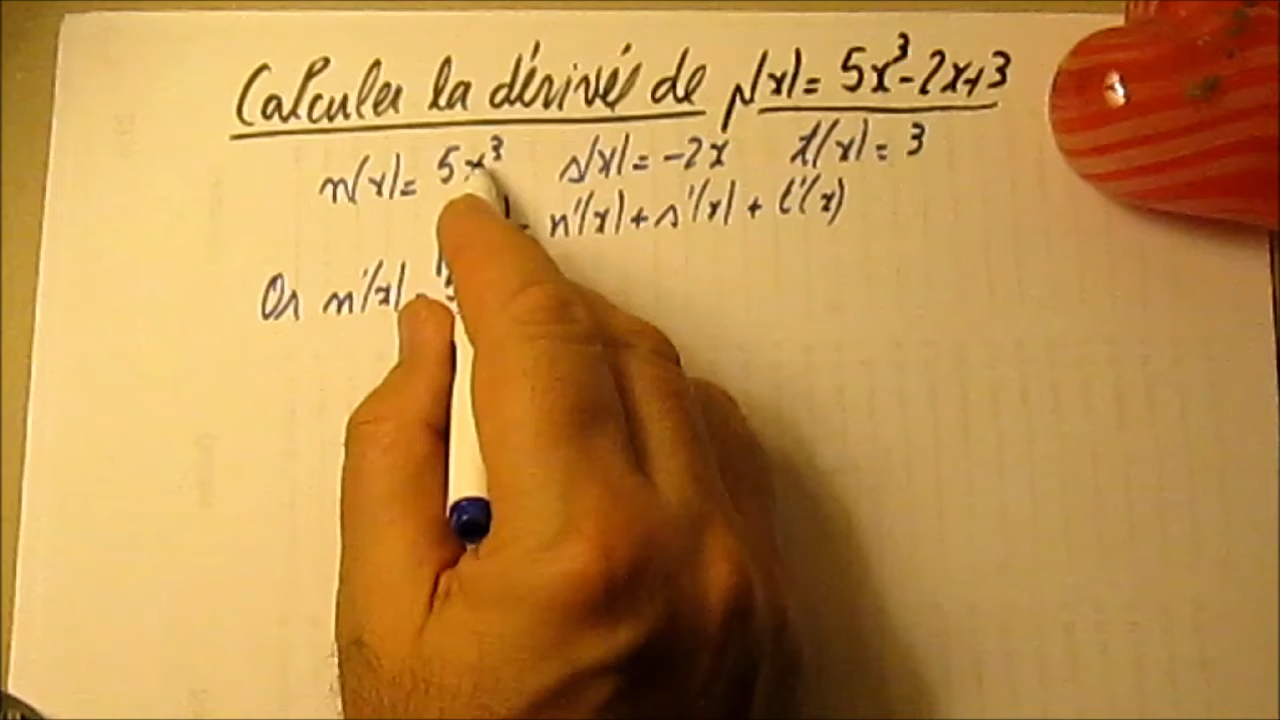 Calculer la dérivée de p(x) = 5x³ - 2x + 3
r(x) = 5x³ s(x) = -2x t(x) = 3
= r'(x) + s'(x) + t'(x)
Or r'(x) =